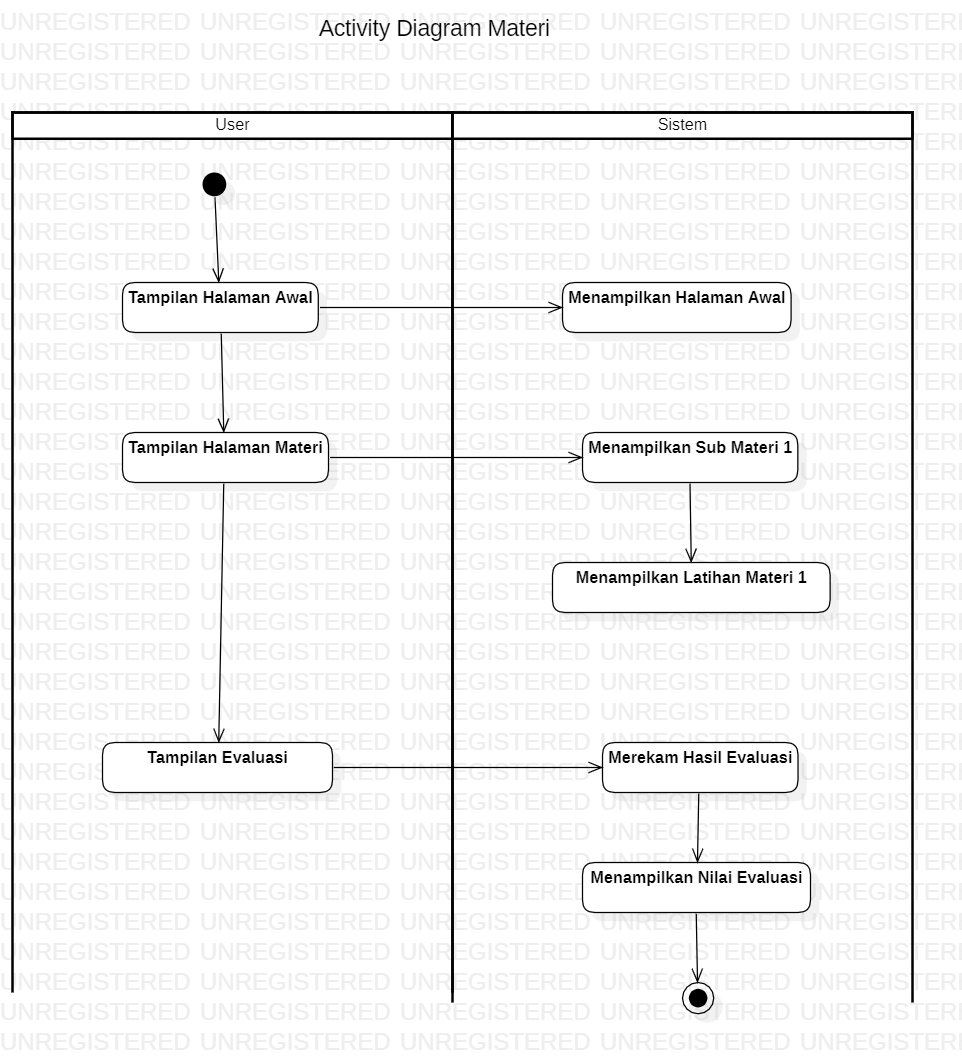 Activity Diagram Materi
User
Sistem
Tampilan Halaman Awal
Menampilkan Halaman Awal
Tampilan Halaman Materi
Menampilkan Sub Materi 1
Menampilkan Latihan Materi 1
Tampilan Evaluasi
Merekam Hasil Evaluasi
Menampilkan Nilai Evaluasi
UNREGISTERED